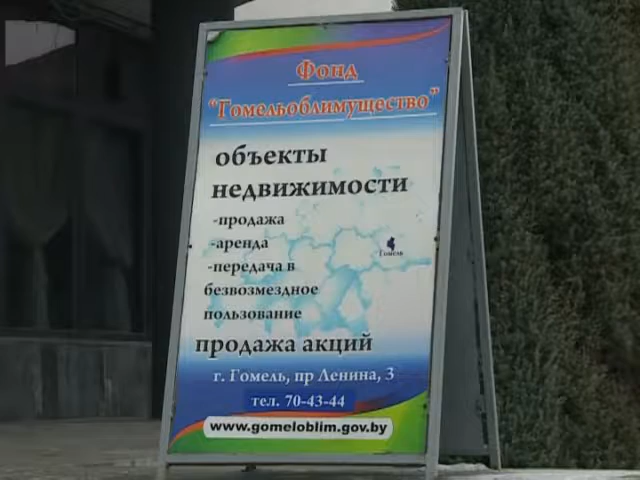 Фонд
"Гомельоблимущество"
объекты
недвижимости
-продажа
-аренда
-передача в
безвозмездное
пользование
Гомель
продажа акций
г. Гомель, пр Ленина, 3
тел. 70-43-44
www.gomeloblim.gov.by